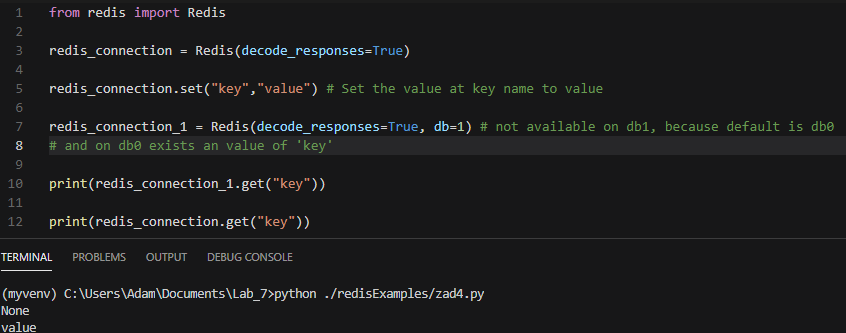 1 from redis import Redis
2
3 redis_connection = Redis(decode_responses=True)
4
5 redis_connection.set("key","value") # Set the value at key name to value
6
7 redis_connection_1 = Redis(decode_responses=True, db=1) # not available on db1, because default is db0
8 # and on db0 exists an value of 'key'
9
10 print(redis_connection_1.get("key"))
11
12 print(redis_connection.get("key"))
TERMINAL PROBLEMS OUTPUT DEBUG CONSOLE
(myvenv) C:\Users\Adam\Documents\Lab_7>python ./redisExamples/zad4.py
None
value